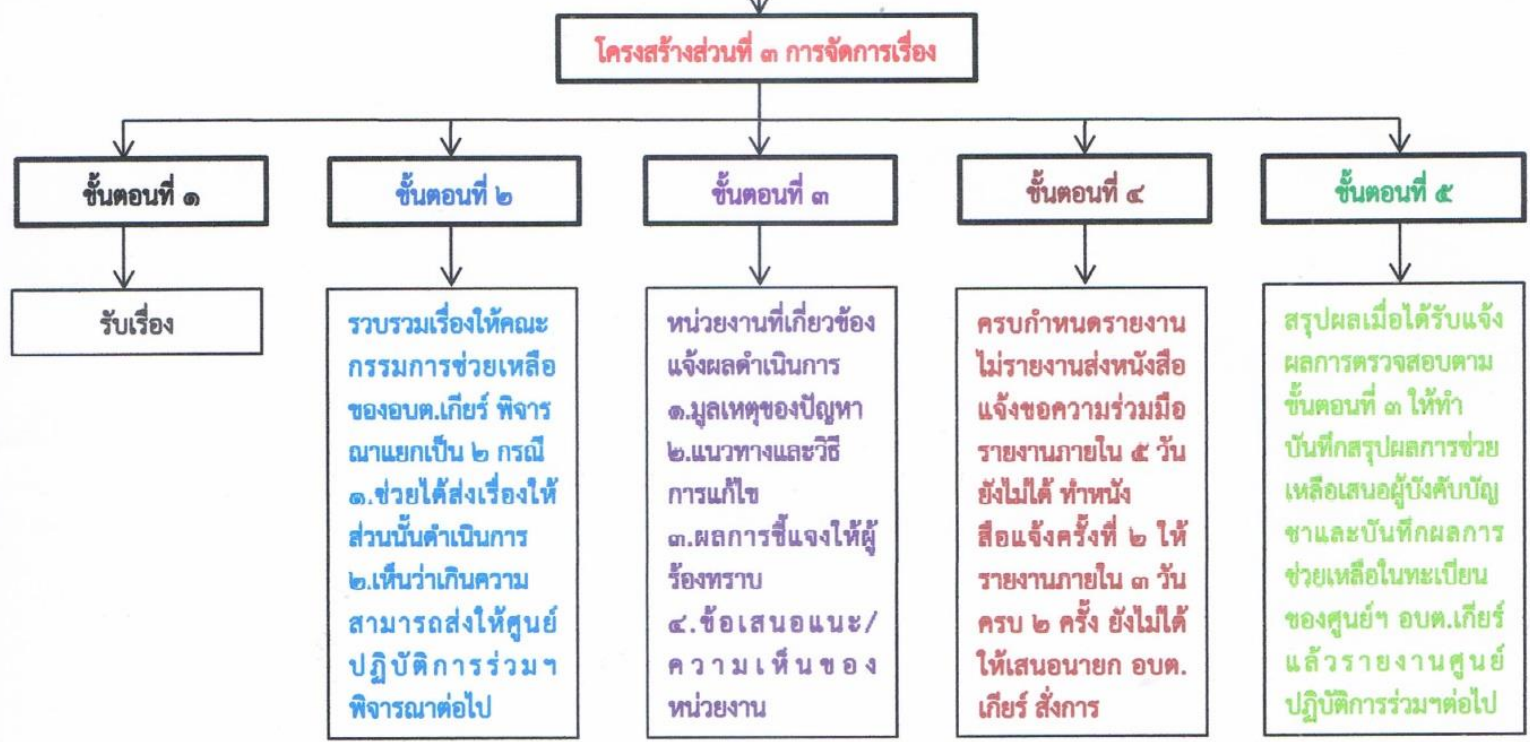 โครงสร้างส่วนที่ ๓ การจัดการเรื่อง
ขั้นตอนที่ ๑
รับเรื่อง
ขั้นตอนที่ ๒
รวบรวมเรื่องให้คณะ
กรรมการช่วยเหลือ
ของอบต.เกียร์ พิจาร
ณาแยกเป็น ๒ กรณี
๑.ช่วยได้ส่งเรื่องให้
ส่วนนั้นดำเนินการ
๒.เห็นว่าเกินความ
สามารถส่งให้ศูนย์
ปฏิบัติการร่วมฯ
พิจารณาต่อไป
ขั้นตอนที่ ๓
หน่วยงานที่เกี่ยวข้อง
แจ้งผลดำเนินการ
๑.มูลเหตุของปัญหา
๒.แนวทางและวิธี
การแก้ไข
๓.ผลการชี้แจงให้ผู้
ร้องทราบ
๔.ข้อเสนอแนะ/
ความเห็นของ
หน่วยงาน
ขั้นตอนที่ ๔
ครบกำหนดรายงาน
ไม่รายงานส่งหนังสือ
แจ้งขอความร่วมมือ
รายงานภายใน ๕ วัน
ยังไม่ได้ ทำหนัง
สือแจ้งครั้งที่ ๒ ให้
รายงานภายใน ๓ วัน
ครบ ๒ ครั้ง ยังไม่ได้
ให้เสนอนายก อบต.
เกียร์ สั่งการ
ขั้นตอนที่ ๕
สรุปผลเมื่อได้รับแจ้ง
ผลการตรวจสอบตาม
ขั้นตอนที่ ๓ ให้ทำ
บันทึกสรุปผลการช่วย
เหลือเสนอผู้บังคับบัญ
ชาและบันทึกผลการ
ช่วยเหลือในทะเบียน
ของศูนย์ฯ อบต.เกียร์
แล้วรายงานศูนย์
ปฏิบัติการร่วมฯต่อไป